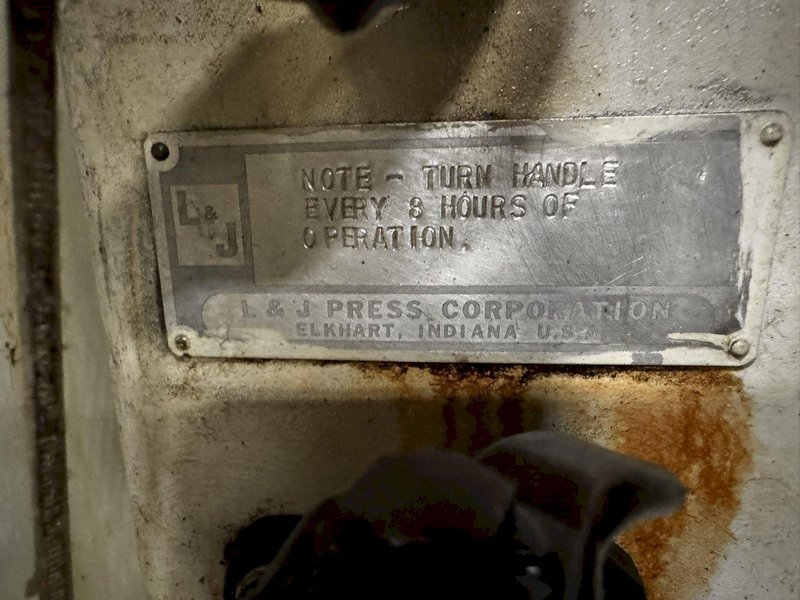 NOTE - TURN HANDLE
EVERY 8 HOURS OF
OPERATION.
L & J
L & J PRESS CORPORATION
ELKHART, INDIANA U.S.A.